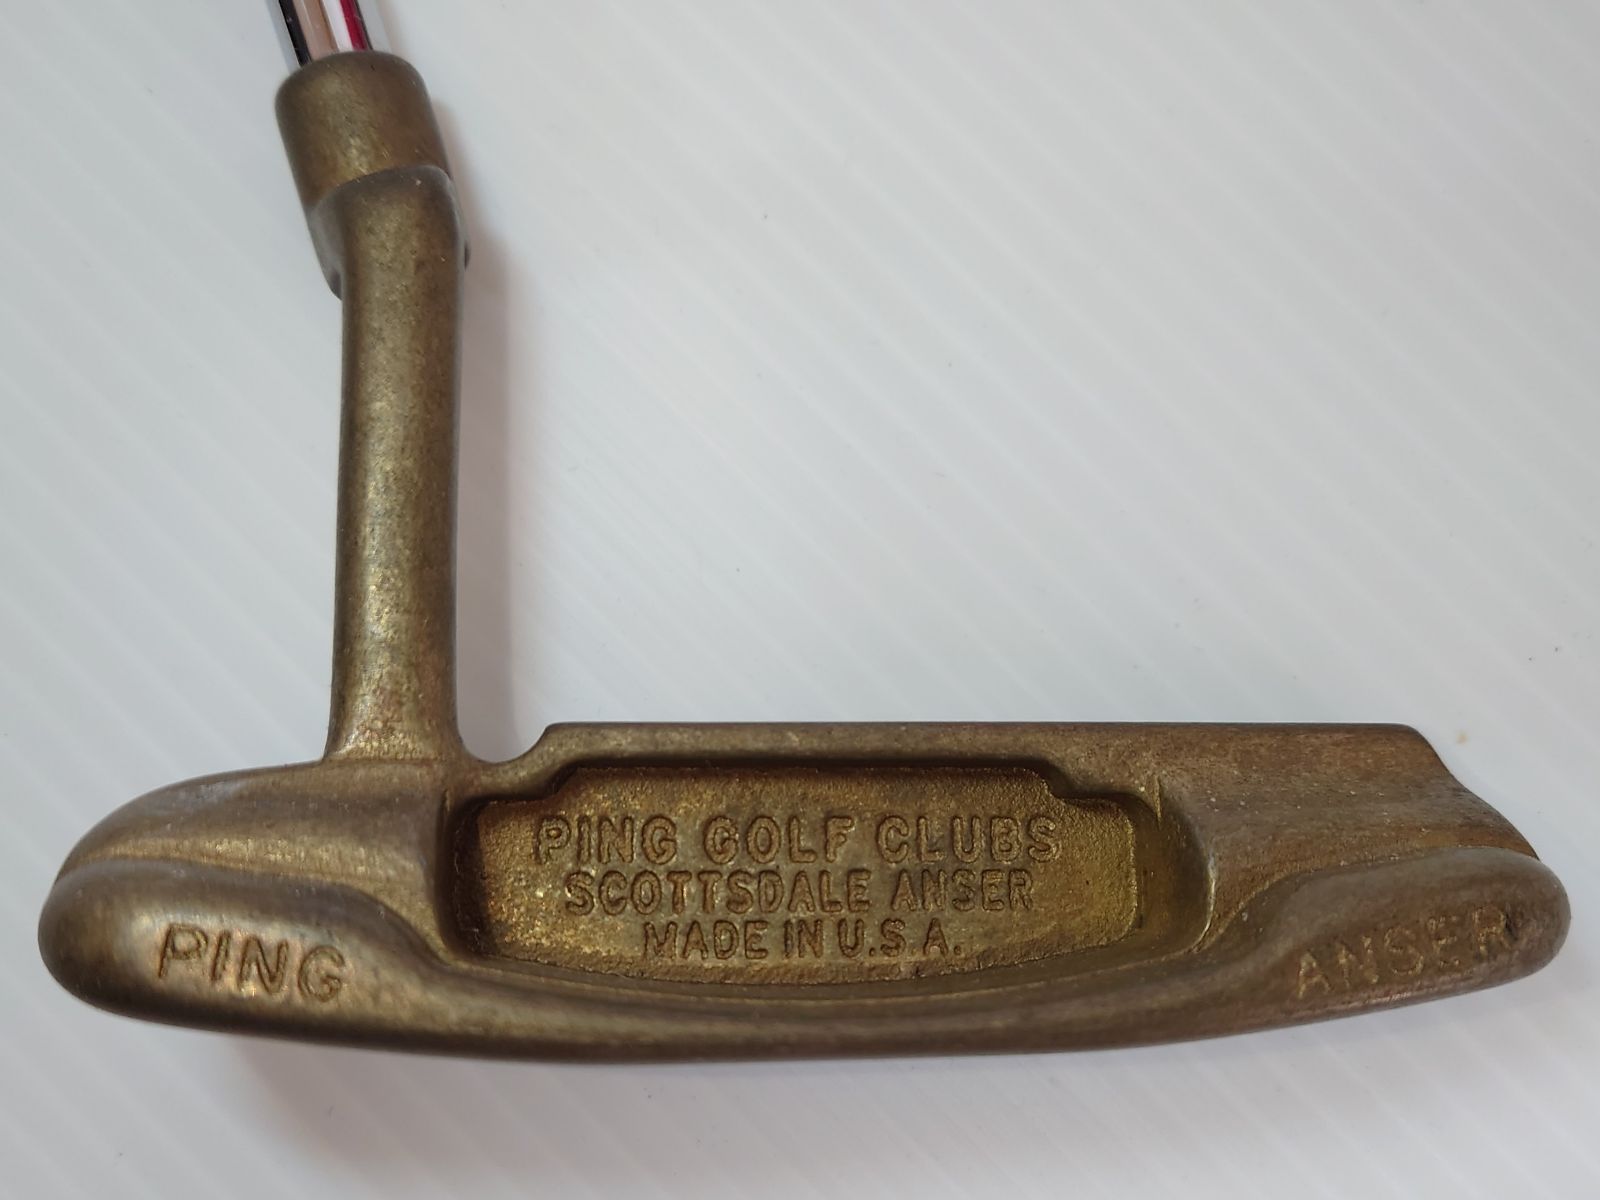 PING GOLF CLUBS
SCOTTSDALE ANSER
MADE IN U.S.A.
PING
ANSER